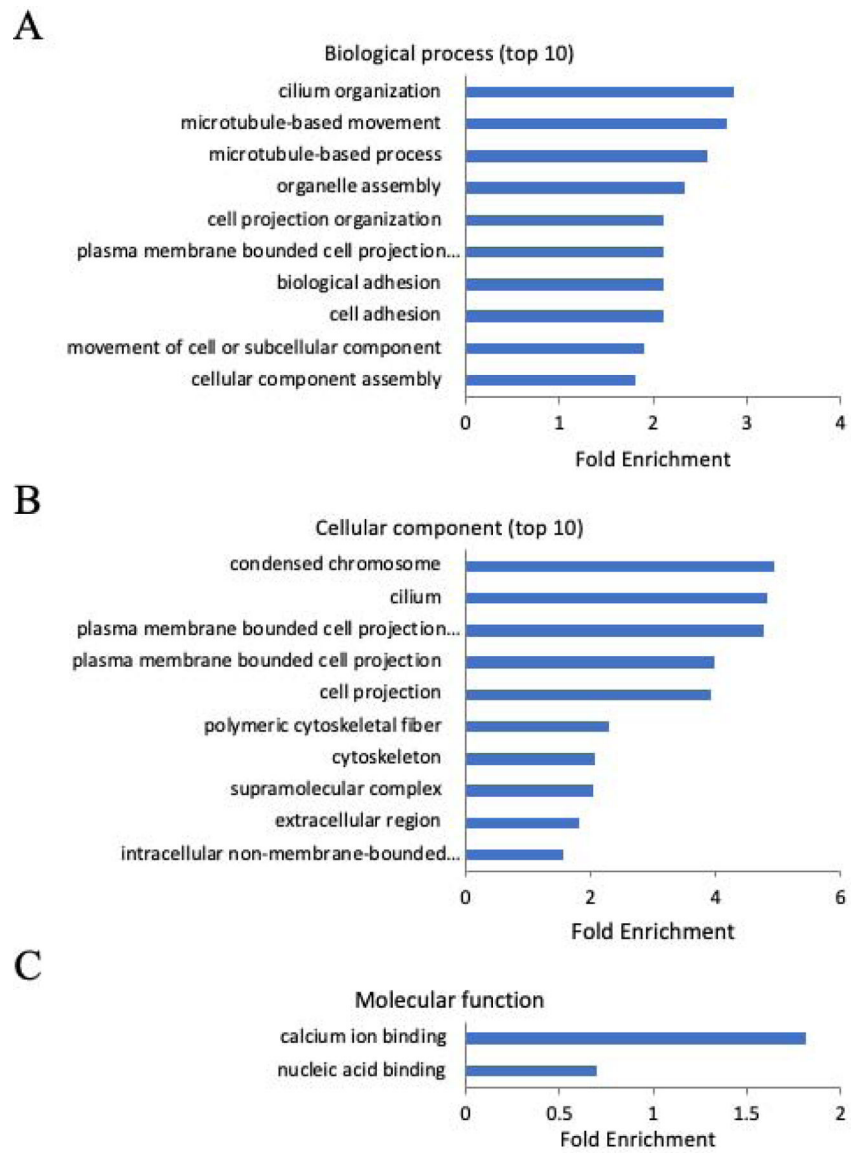 A
Biological process (top 10)
cilium organization
microtubule-based movement
microtubule-based process
organelle assembly
cell projection organization
plasma membrane bounded cell projection...
biological adhesion
cell adhesion
movement of cell or subcellular component
cellular component assembly
0 1 2 3 4
Fold Enrichment
B
Cellular component (top 10)
condensed chromosome
cilium
plasma membrane bounded cell projection...
plasma membrane bounded cell projection
cell projection
polymeric cytoskeletal fiber
cytoskeleton
supramolecular complex
extracellular region
intracellular non-membrane-bounded...
0 2 4 6
Fold Enrichment
C
Molecular function
calcium ion binding
nucleic acid binding
0 0.5 1 1.5 2
Fold Enrichment